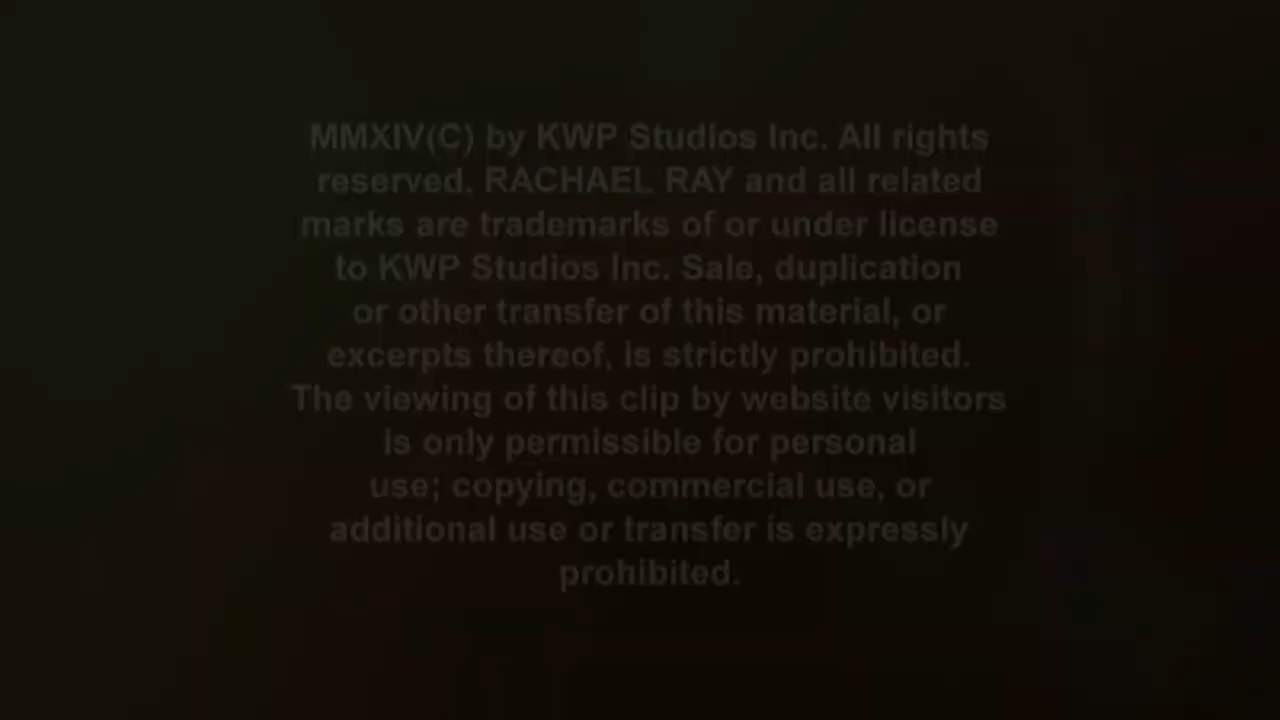 MMXIV(C) by KWP Studios Inc. All rights
reserved. RACHAEL RAY and all related
marks are trademarks of or under license
to KWP Studios Inc. Sale, duplication
or other transfer of this material, or
excerpts thereof, is strictly prohibited.
The viewing of this clip by website visitors
is only permissible for personal
use; copying, commercial use, or
additional use or transfer is expressly
prohibited.